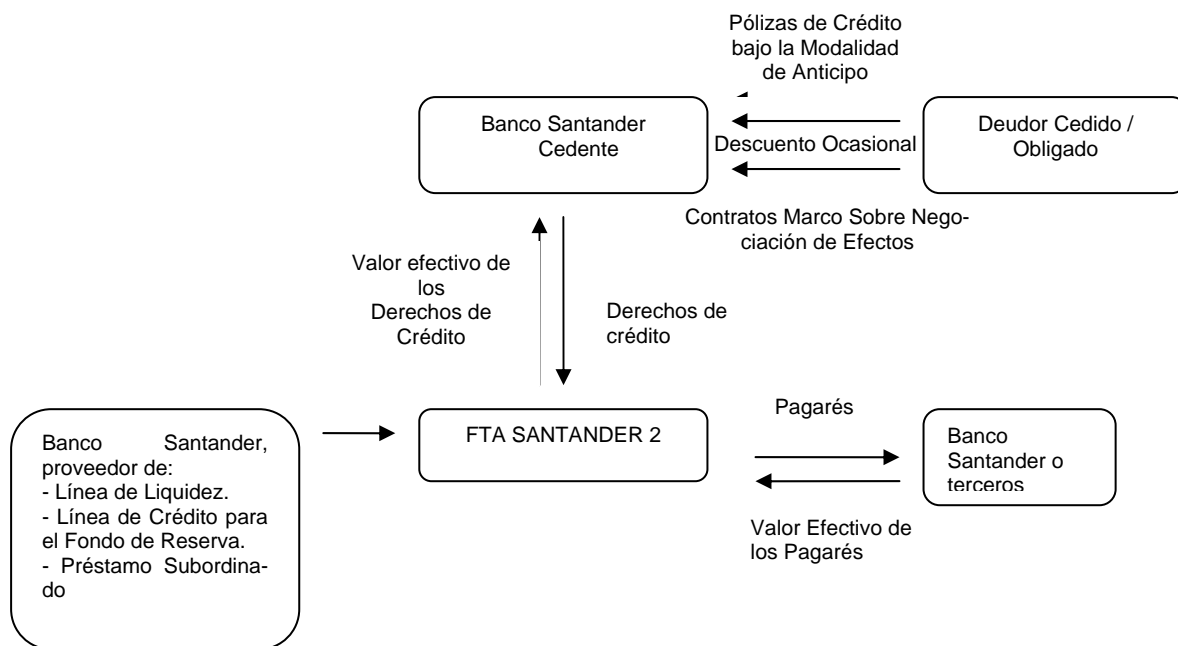 Pólizas de Crédito
bajo la Modalidad
de Anticipo
Banco Santander
Cedente
Descuento Ocasional
Deudor Cedido /
Obligado
Contratos Marco Sobre Nego-
ciación de Efectos
Valor efectivo de
los
Derechos de
Crédito
Derechos de
crédito
Banco Santander,
proveedor de:
- Línea de Liquidez.
- Línea de Crédito para
el Fondo de Reserva.
- Préstamo Subordina-
do
FTA SANTANDER 2
Pagarés
Banco
Santander o
terceros
Valor Efectivo de
los Pagarés